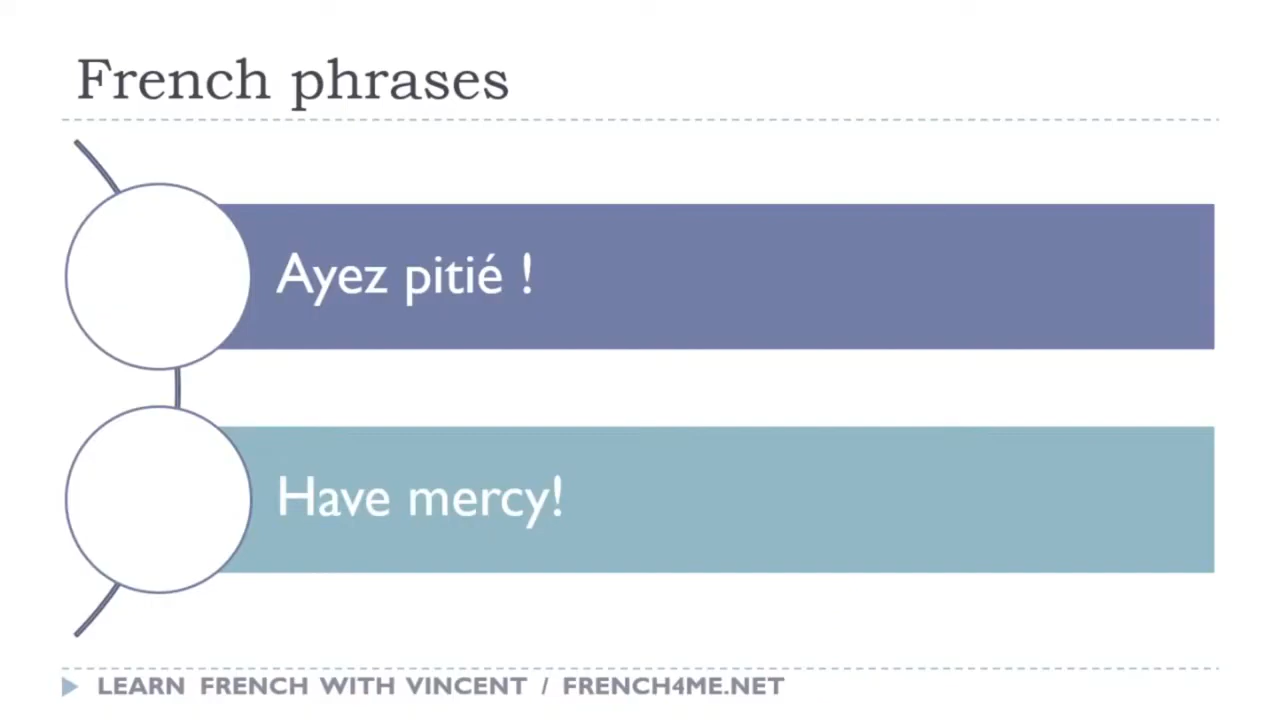 French phrases
Ayez pitié !
Have mercy!
LEARN FRENCH WITH VINCENT / FRENCH4ME.NET